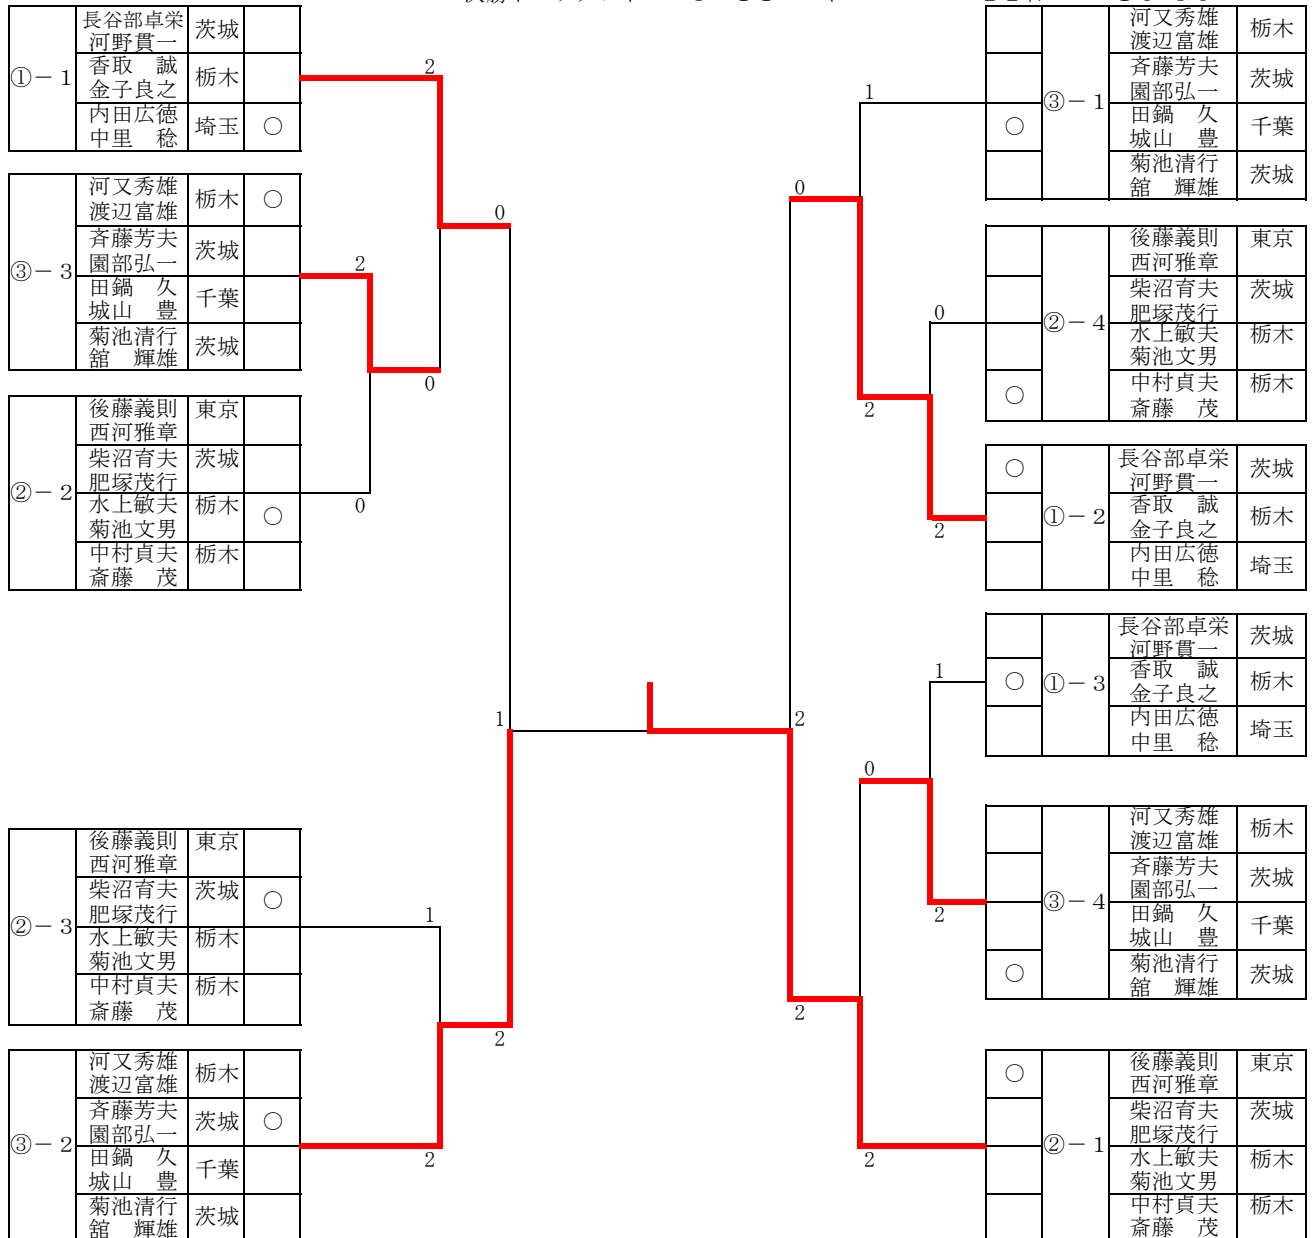 ①－1
長谷部卓栄 茨城
河野貫一
香取　誠 栃木
金子良之
内田広徳 埼玉 ○
中里　稔
2
③－3
河又秀雄 栃木 ○
渡辺富雄
斉藤芳夫 茨城
園部弘一
田鍋　久 千葉
城山　豊
菊池清行 茨城
舘　輝雄
0
2
0
②－2
後藤義則 東京
西河雅章
柴沼育夫 茨城
肥塚茂行
水上敏夫 栃木 ○
菊池文男
中村貞夫 栃木
斎藤　茂
0
1
②－3
後藤義則 東京
西河雅章
柴沼育夫 茨城 ○
肥塚茂行
水上敏夫 栃木
菊池文男
中村貞夫 栃木
斎藤　茂
1
2
③－2
河又秀雄 栃木
渡辺富雄
斉藤芳夫 茨城 ○
園部弘一
田鍋　久 千葉
城山　豊
菊池清行 茨城
舘　輝雄
2
1
③－1
河又秀雄 栃木
渡辺富雄
斉藤芳夫 茨城
園部弘一
○ 田鍋　久 千葉
城山　豊
菊池清行 茨城
舘　輝雄
0
②－4
後藤義則 東京
西河雅章
柴沼育夫 茨城
肥塚茂行
水上敏夫 栃木
菊池文男
○ 中村貞夫 栃木
斎藤　茂
0
2
①－2
○ 長谷部卓栄 茨城
河野貫一
香取　誠 栃木
金子良之
内田広徳 埼玉
中里　稔
2
2
①－3
長谷部卓栄 茨城
河野貫一
○ 香取　誠 栃木
金子良之
内田広徳 埼玉
中里　稔
1
0
③－4
河又秀雄 栃木
渡辺富雄
斉藤芳夫 茨城
園部弘一
田鍋　久 千葉
城山　豊
○ 菊池清行 茨城
舘　輝雄
2
2
②－1
○ 後藤義則 東京
西河雅章
柴沼育夫 茨城
肥塚茂行
水上敏夫 栃木
菊池文男
中村貞夫 栃木
斎藤　茂
2